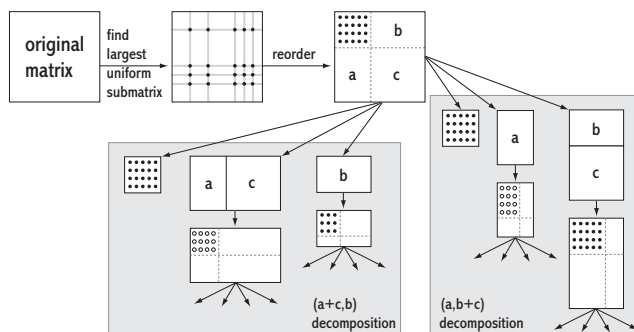 original
matrix
find
largest
uniform
submatrix
reorder
b
a
c
a
c
b
(a+c,b)
decomposition
a
b
c
(a,b+c)
decomposition